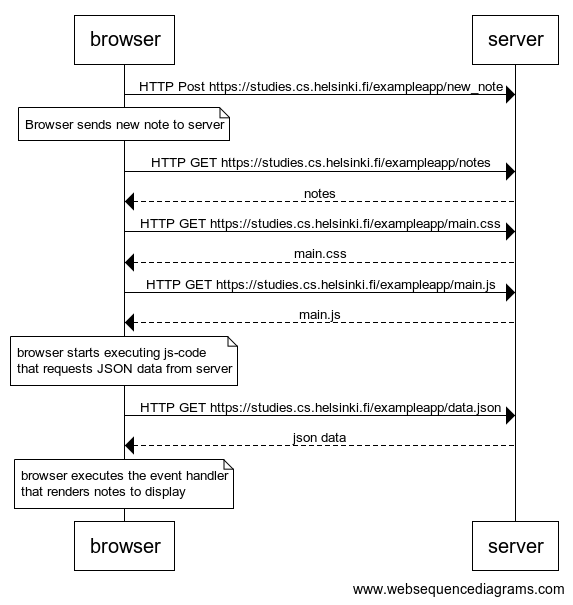 browser
server
HTTP Post https://studies.cs.helsinki.fi/exampleapp/new_note
Browser sends new note to server
HTTP GET https://studies.cs.helsinki.fi/exampleapp/notes
notes
HTTP GET https://studies.cs.helsinki.fi/exampleapp/main.css
main.css
HTTP GET https://studies.cs.helsinki.fi/exampleapp/main.js
main.js
browser starts executing js-code
that requests JSON data from server
HTTP GET https://studies.cs.helsinki.fi/exampleapp/data.json
json data
browser executes the event handler
that renders notes to display
browser
server
www.websequencediagrams.com